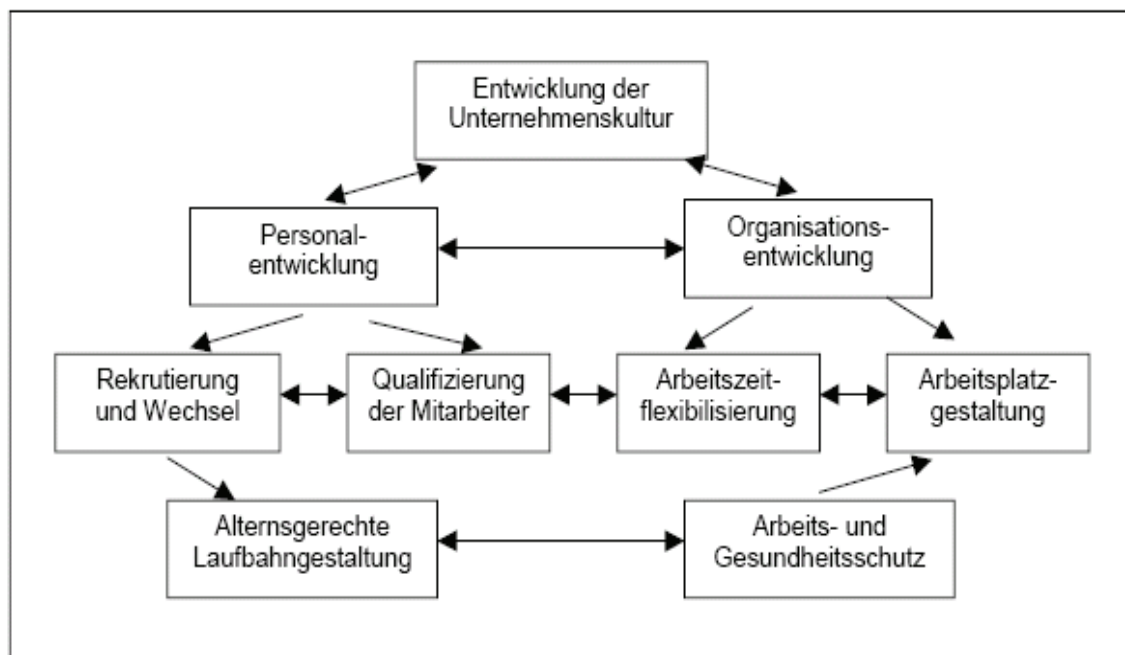 Entwicklung der
Unternehmenskultur
Personal-
entwicklung
Organisations-
entwicklung
Rekrutierung
und Wechsel
Qualifizierung
der Mitarbeiter
Arbeitszeit-
flexibilisierung
Arbeitsplatz-
gestaltung
Alternsgerechte
Laufbahngestaltung
Arbeits- und
Gesundheitsschutz